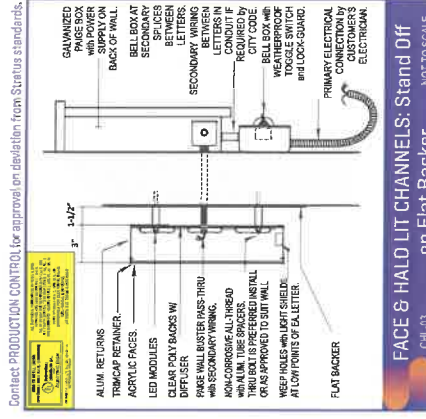 Contact PRODUCTION CONTROL for approval on deviation from Stratus standards.
GALVANIZED
PAIGE BOX
with POWER
SUPPLY ON
BACK OF WALL.
BELL BOX AT
SECONDARY
SPLICES
BETWEEN
LETTERS.
SECONDARY WIRING
BETWEEN
LETTERS IN
CONDUIT IF
REQUIRED by
CITY CODE.
BELL BOX with
WEATHERPROOF
TOGGLE SWITCH
and LOCK-GUARD.
PRIMARY ELECTRICAL
CONNECTION by
CUSTOMER'S
ELECTRICIAN.
3"
1-1/2"
ALUM. RETURNS
TRIMCAP RETAINER.
ACRYLIC FACES.
LED MODULES
CLEAR POLY BACKS W/
DIFFUSER
PAIGE WALL BUSTER PASS-THRU
with SECONDARY WIRING.
NON-CORROSIVE ALL-THREAD
with ALUM. TUBE SPACERS.
THRU BOLT IS PREFERRED INSTALL
OR AS APPROVED TO SUIT WALL
WEEP HOLES with LIGHT SHIELDS
AT LOW POINTS OF EA. LETTER.
FLAT BACKER
FACE & HALO LIT CHANNELS: Stand Off
on Flat Backer
NOT TO SCALE